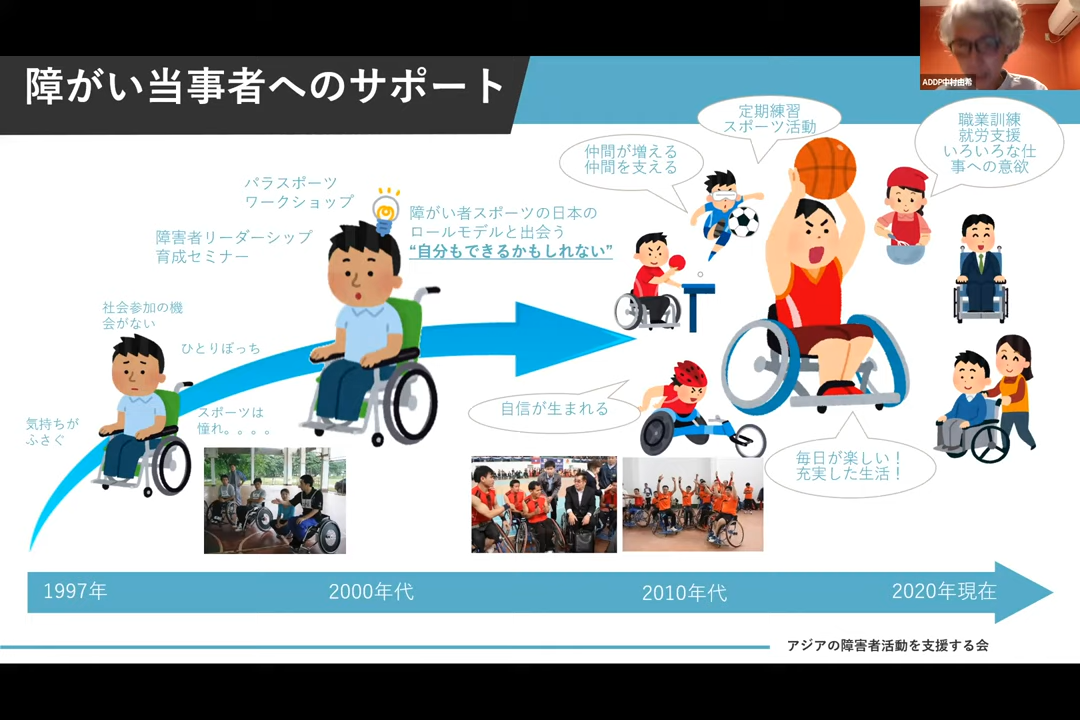 障がい当事者へのサポート
ADDP中村由希
定期練習
スポーツ活動
職業訓練
就労支援
いろいろな仕
事への意欲
仲間が増える
仲間を支える
パラスポーツ
ワークショップ
障がい者スポーツの日本の
ロールモデルと出会う
“自分もできるかもしれない”
障害者リーダーシップ
育成セミナー
社会参加の機
会がない
ひとりぼっち
気持ちが
ふさぐ
スポーツは
憧れ。。。。
自信が生まれる
毎日が楽しい！
充実した生活！
1997年
2000年代
2010年代
2020年現在
アジアの障害者活動を支援する会